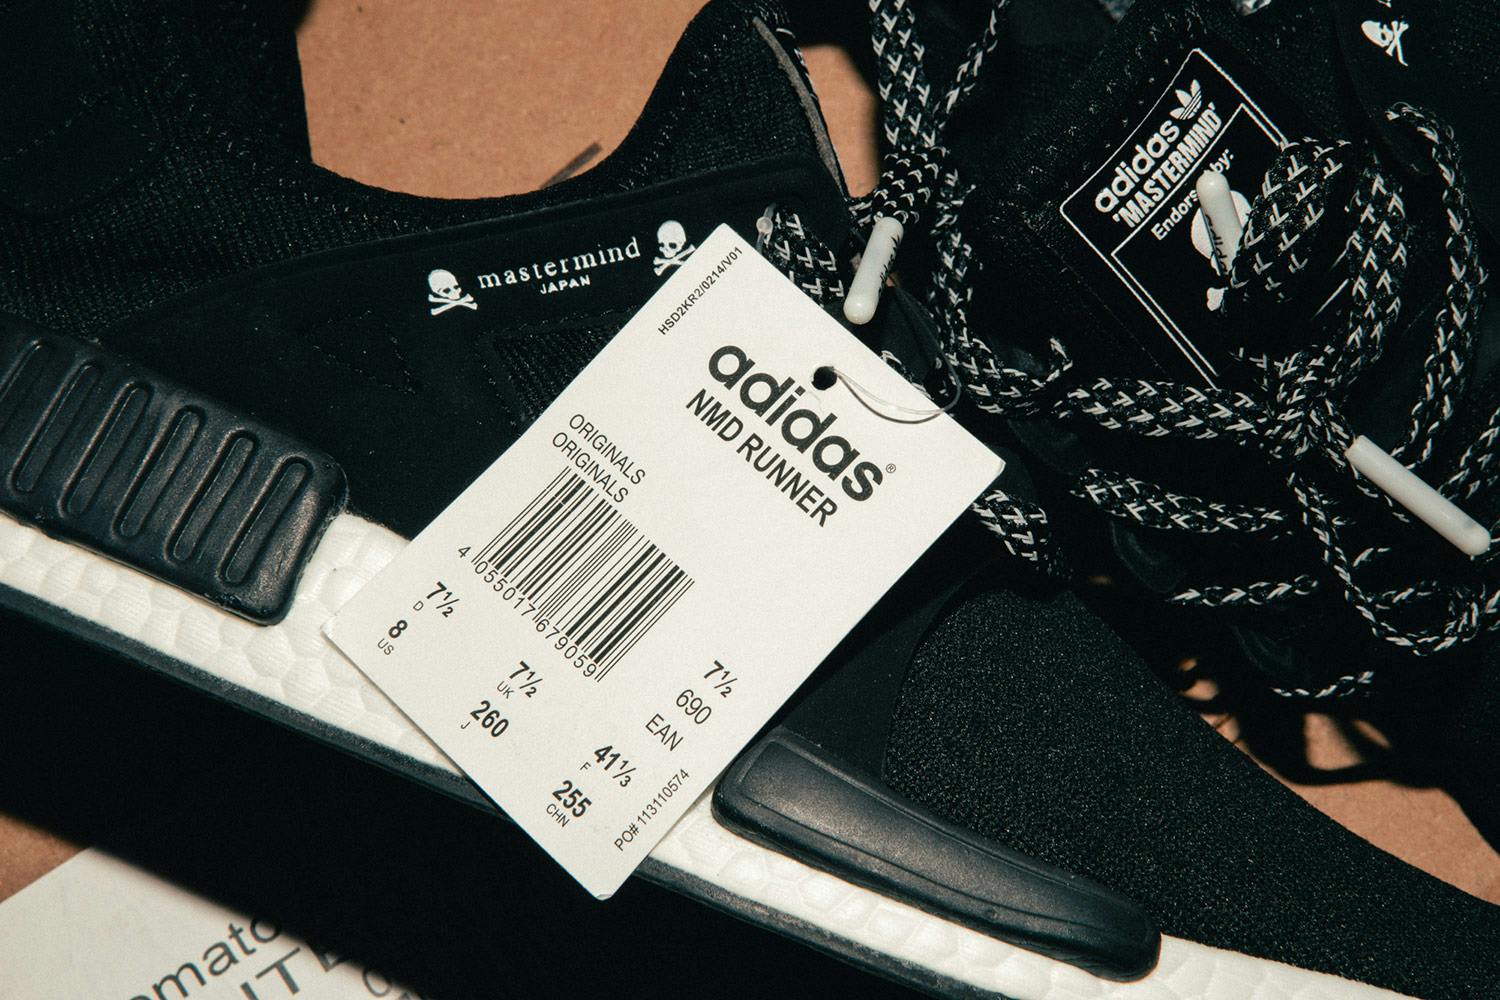 mastermind
JAPAN
adidas
'MASTERMIND'
by:
HSD2KR2/0214/V01
adidas®
NMD RUNNER
ORIGINALS
ORIGINALS
4 055017 679059
7½ D
8 US
7½ UK
260 J
41⅓ F
255 CHN
7½
690
EAN
PO# 113110574